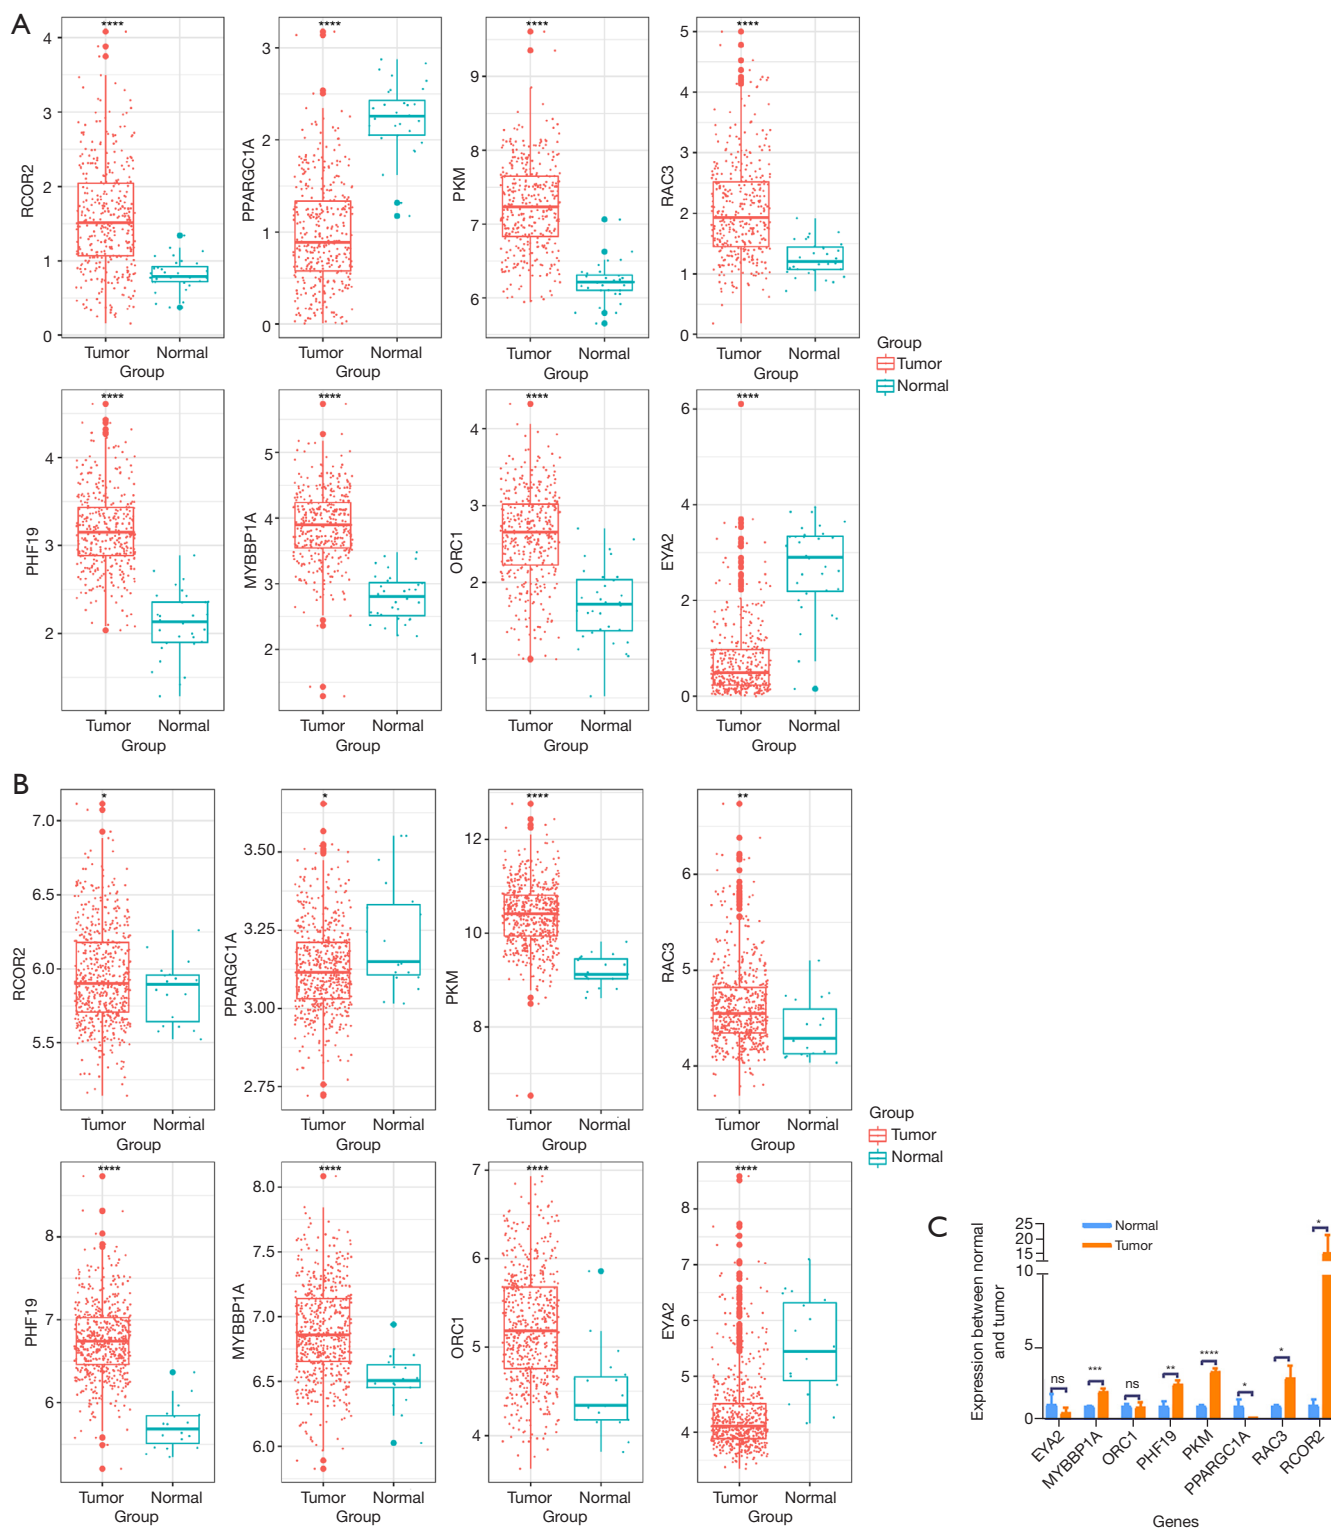 A
**** **** **** ****
RCOR2
4
3
2
1
0
Tumor Normal
Group
PPARGC1A
3
2
1
0
Tumor Normal
Group
PKM
9
8
7
6
Tumor Normal
Group
RAC3
5
4
3
2
1
0
Tumor Normal
Group
Group
Tumor
Normal
**** **** **** ****
PHF19
4
3
2
Tumor Normal
Group
MYBBP1A
5
4
3
2
Tumor Normal
Group
ORC1
4
3
2
1
Tumor Normal
Group
EYA2
6
4
2
0
Tumor Normal
Group
B
* * **** **
RCOR2
7.0
6.5
6.0
5.5
Tumor Normal
Group
PPARGC1A
3.50
3.25
3.00
2.75
Tumor Normal
Group
PKM
12
10
8
Tumor Normal
Group
RAC3
6
5
4
Tumor Normal
Group
Group
Tumor
Normal
**** **** **** ****
PHF19
8
7
6
Tumor Normal
Group
MYBBP1A
8.0
7.5
7.0
6.5
6.0
Tumor Normal
Group
ORC1
7
6
5
4
Tumor Normal
Group
EYA2
8
7
6
5
4
Tumor Normal
Group
C
Expression between normal
and tumor
25
20
15
10
5
0
Normal
Tumor
ns *** ns ** **** * * *
EYA2 MYBBP1A ORC1 PHF19 PKM PPARGC1A RAC3 RCOR2
Genes